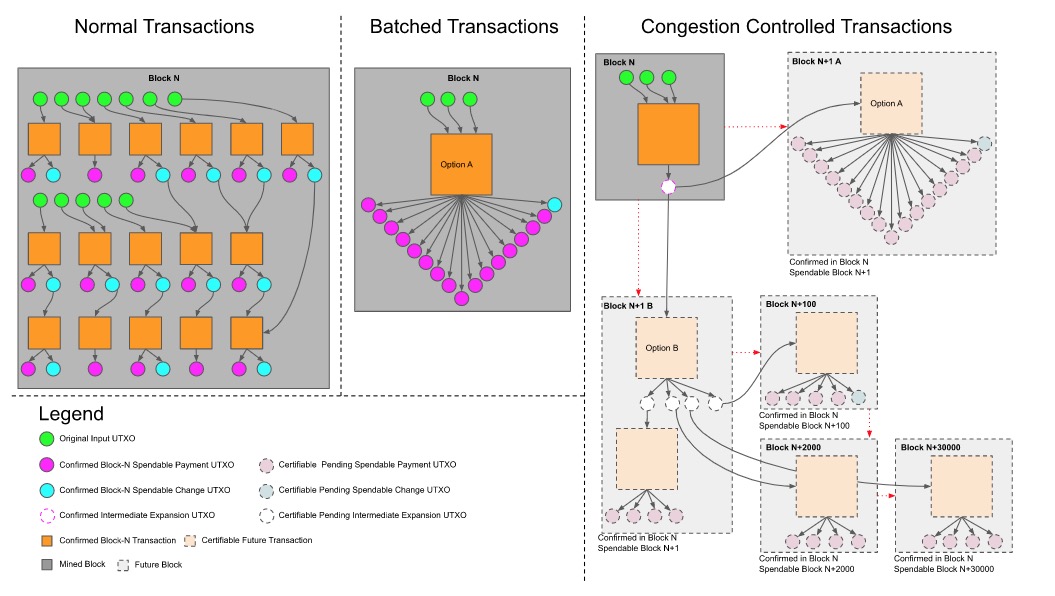 Normal Transactions
Batched Transactions
Congestion Controlled Transactions
Block N
Block N
Option A
Block N
Block N+1 A
Option A
Confirmed in Block N
Spendable Block N+1
Block N+1 B
Option B
Confirmed in Block N
Spendable Block N+1
Block N+100
Confirmed in Block N
Spendable Block N+100
Block N+2000
Confirmed in Block N
Spendable Block N+2000
Block N+30000
Confirmed in Block N
Spendable Block N+30000
Legend
Original Input UTXO
Confirmed Block-N Spendable Payment UTXO
Certifiable Pending Spendable Payment UTXO
Confirmed Block-N Spendable Change UTXO
Certifiable Pending Spendable Change UTXO
Confirmed Intermediate Expansion UTXO
Certifiable Pending Intermediate Expansion UTXO
Confirmed Block-N Transaction
Certifiable Future Transaction
Mined Block
Future Block